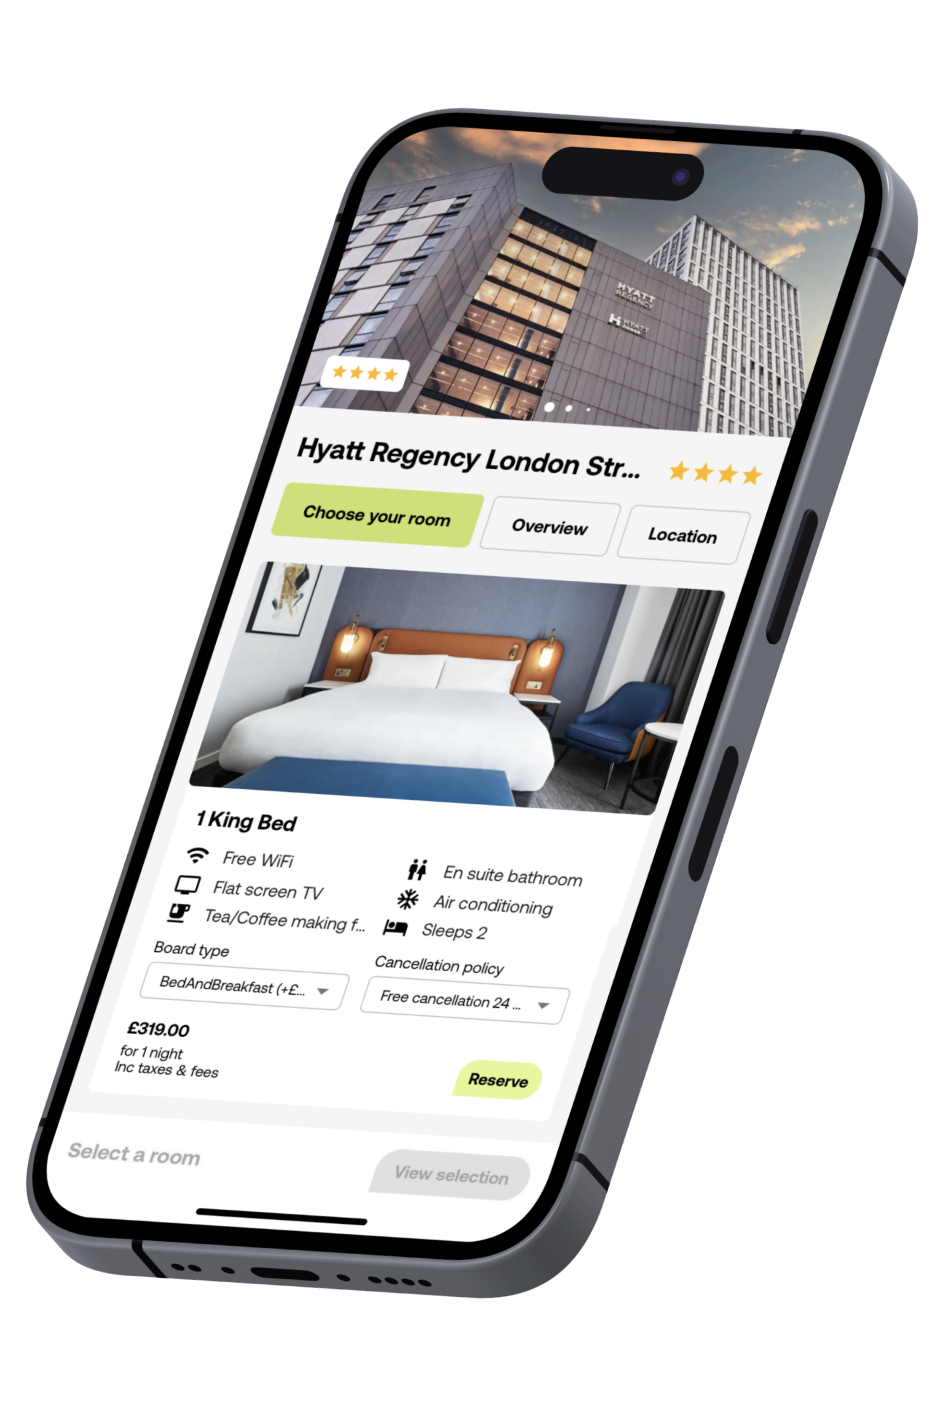 HYATT
REGENCY
HYATT
Hyatt Regency London Str...
Choose your room
Overview
Location
1 King Bed
Free WiFi
En suite bathroom
Flat screen TV
Air conditioning
Tea/Coffee making f...
Sleeps 2
Board type
Cancellation policy
BedAndBreakfast (+£...
Free cancellation 24 ...
£319.00
for 1 night
Inc taxes & fees
Reserve
Select a room
View selection